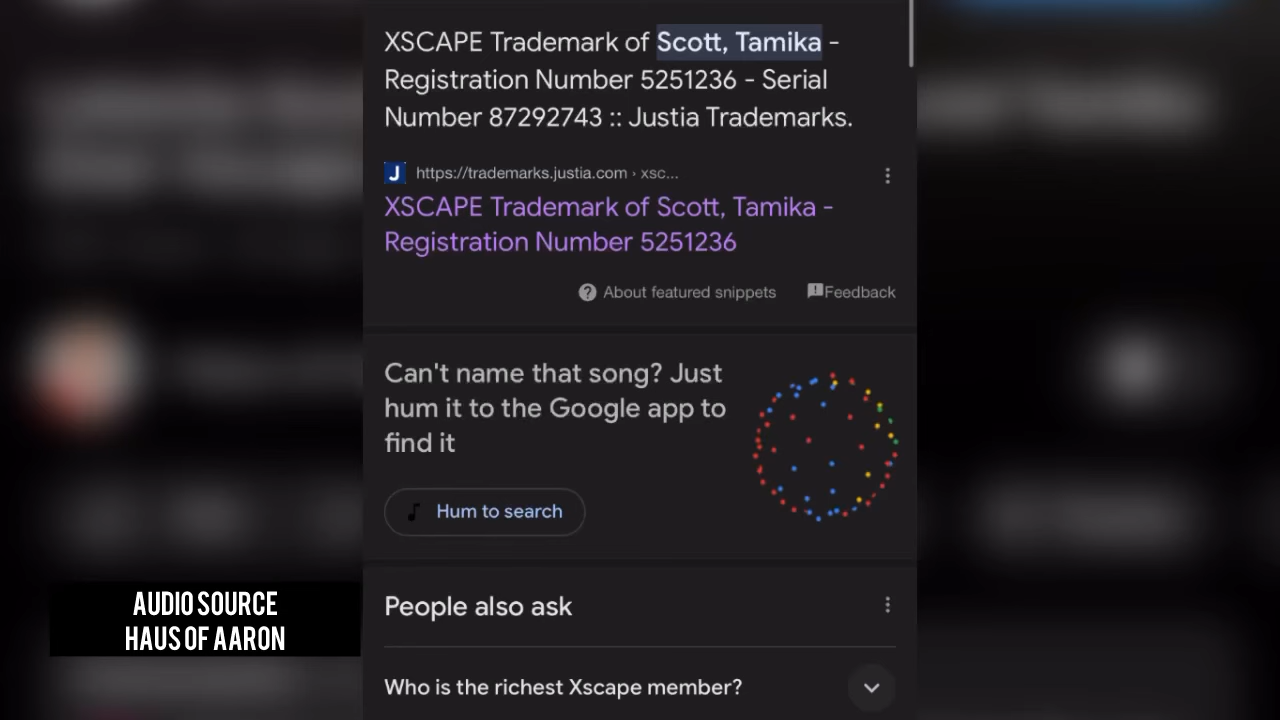 XSCAPE Trademark of Scott, Tamika -
Registration Number 5251236 - Serial
Number 87292743 :: Justia Trademarks.
J https://trademarks.justia.com › xsc...
XSCAPE Trademark of Scott, Tamika -
Registration Number 5251236
About featured snippets Feedback
Can't name that song? Just
hum it to the Google app to
find it
Hum to search
People also ask
Who is the richest Xscape member?
AUDIO SOURCE
HAUS OF AARON